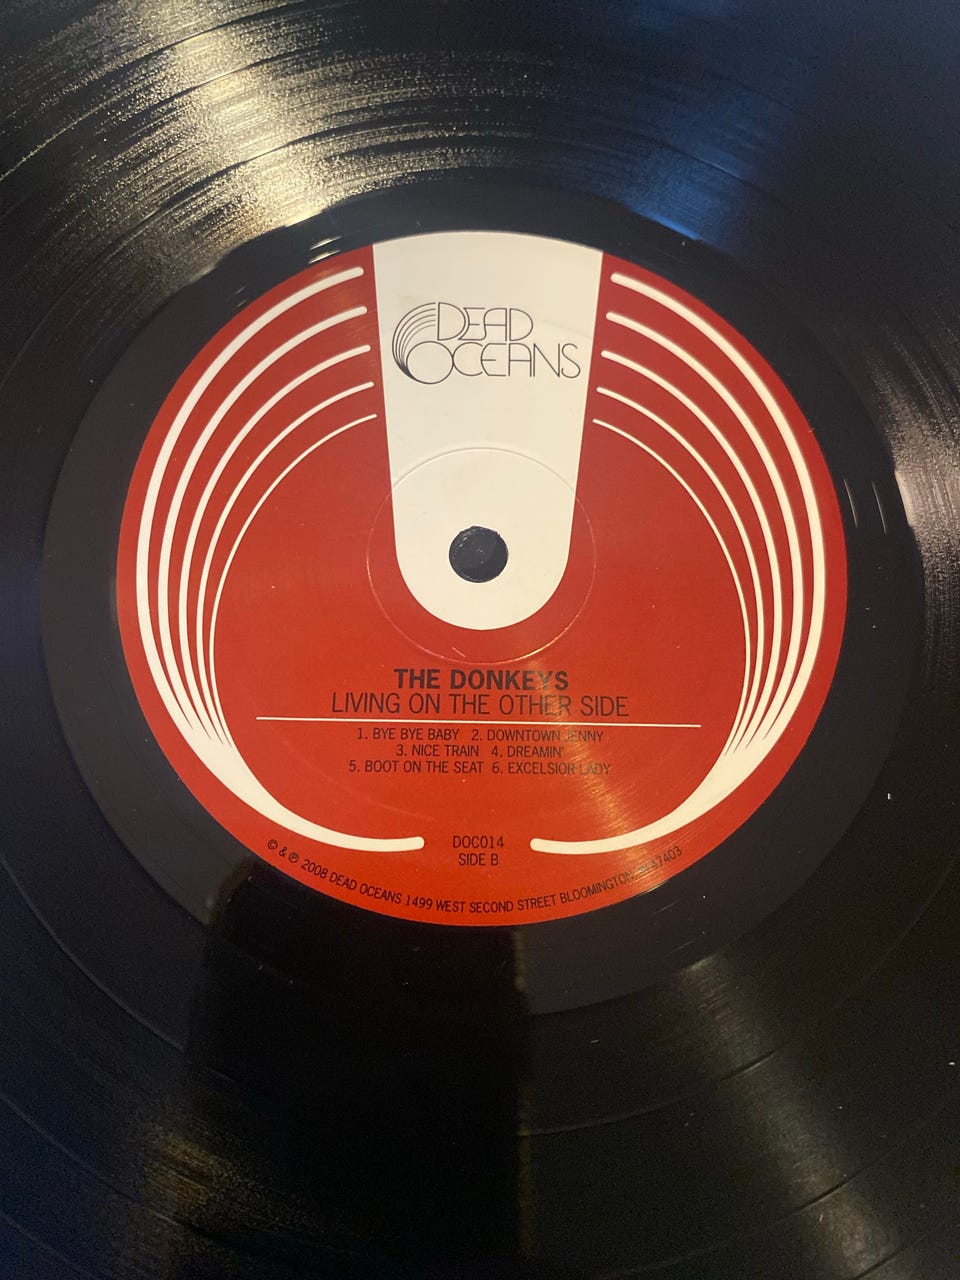 DEAD
OCEANS
THE DONKEYS
LIVING ON THE OTHER SIDE
1. BYE BYE BABY 2. DOWNTOWN JENNY
3. NICE TRAIN 4. DREAMIN'
5. BOOT ON THE SEAT 6. EXCELSIOR LADY
DOC014
SIDE B
© & ℗ 2008 DEAD OCEANS 1499 WEST SECOND STREET BLOOMINGTON, IN 47403